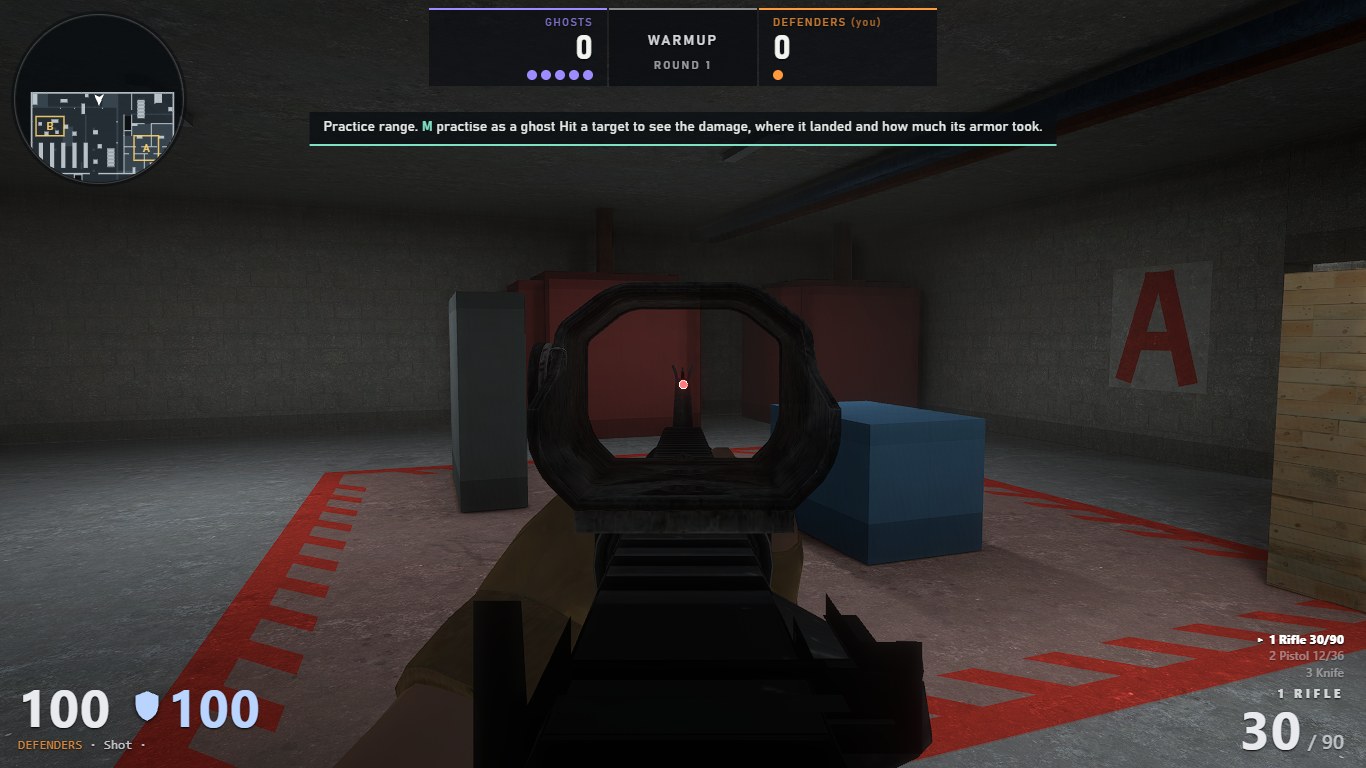 GHOSTS
0
WARMUP
ROUND 1
DEFENDERS (you)
0
Practice range. M practise as a ghost Hit a target to see the damage, where it landed and how much its armor took.
B
A
A
1 Rifle 30/90
2 Pistol 12/36
3 Knife
1 RIFLE
30 / 90
100 100
DEFENDERS · Shot ·